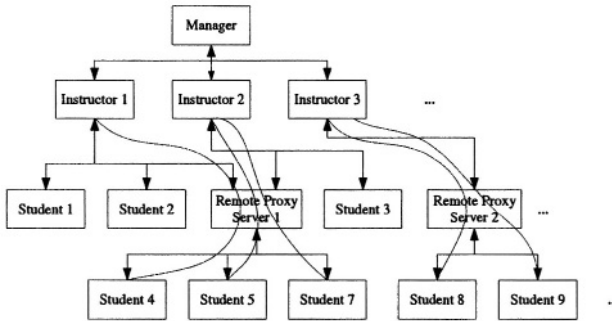 Manager
Instructor 1 Instructor 2 Instructor 3 ...
Student 1 Student 2 Remote Proxy Server 1 Student 3 Remote Proxy Server 2 ...
Student 4 Student 5 Student 7 Student 8 Student 9 .